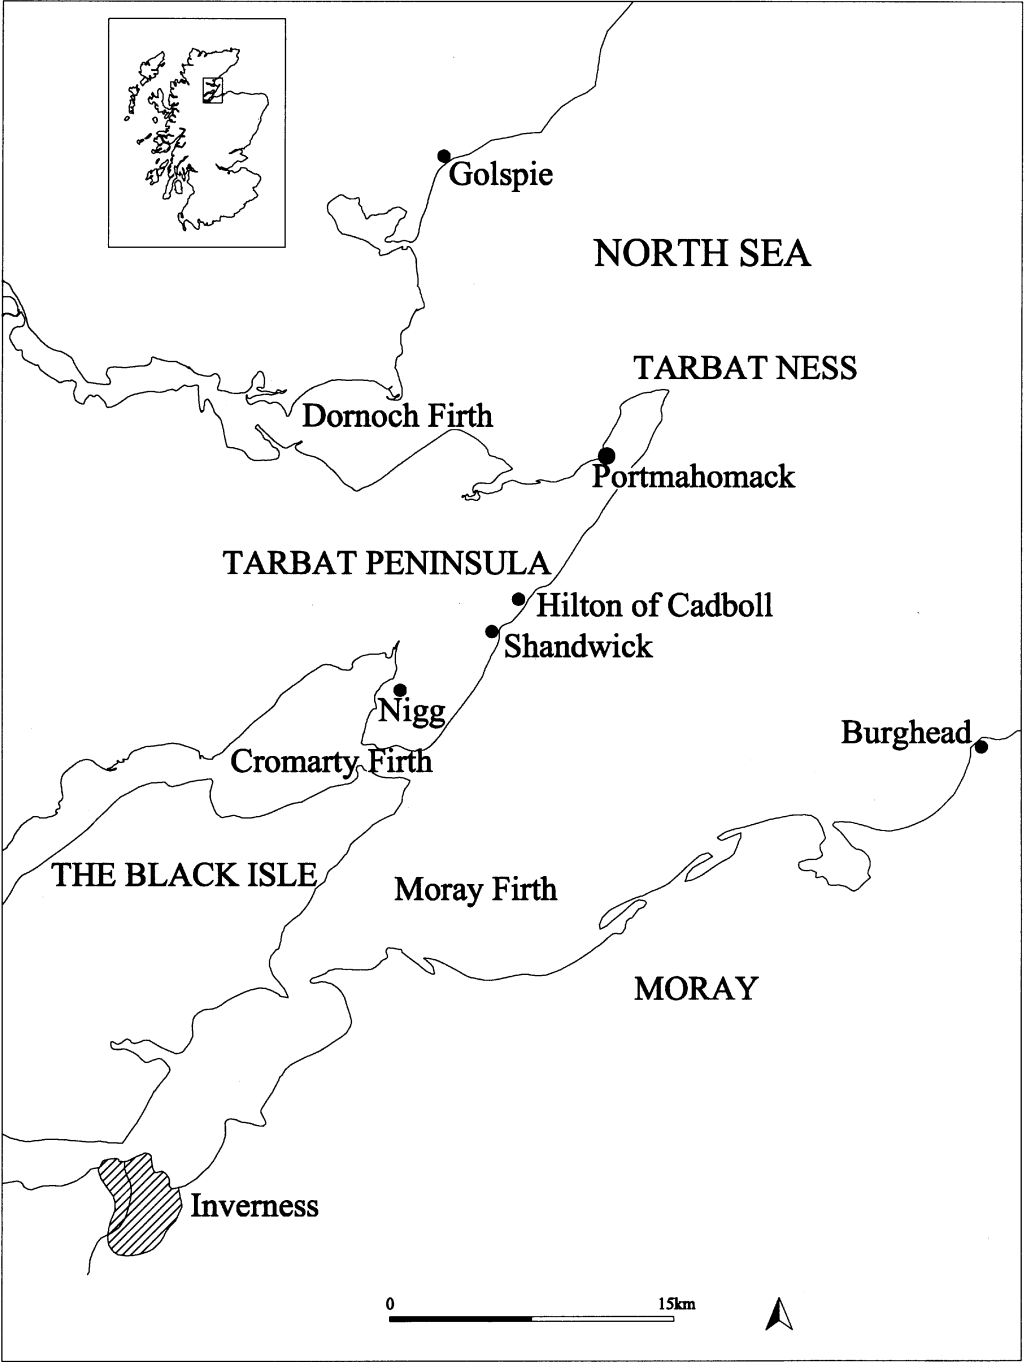 Golspie
NORTH SEA
TARBAT NESS
Dornoch Firth
Portmahomack
TARBAT PENINSULA
Hilton of Cadboll
Shandwick
Nigg
Burghead
Cromarty Firth
THE BLACK ISLE
Moray Firth
MORAY
Inverness
0 15km